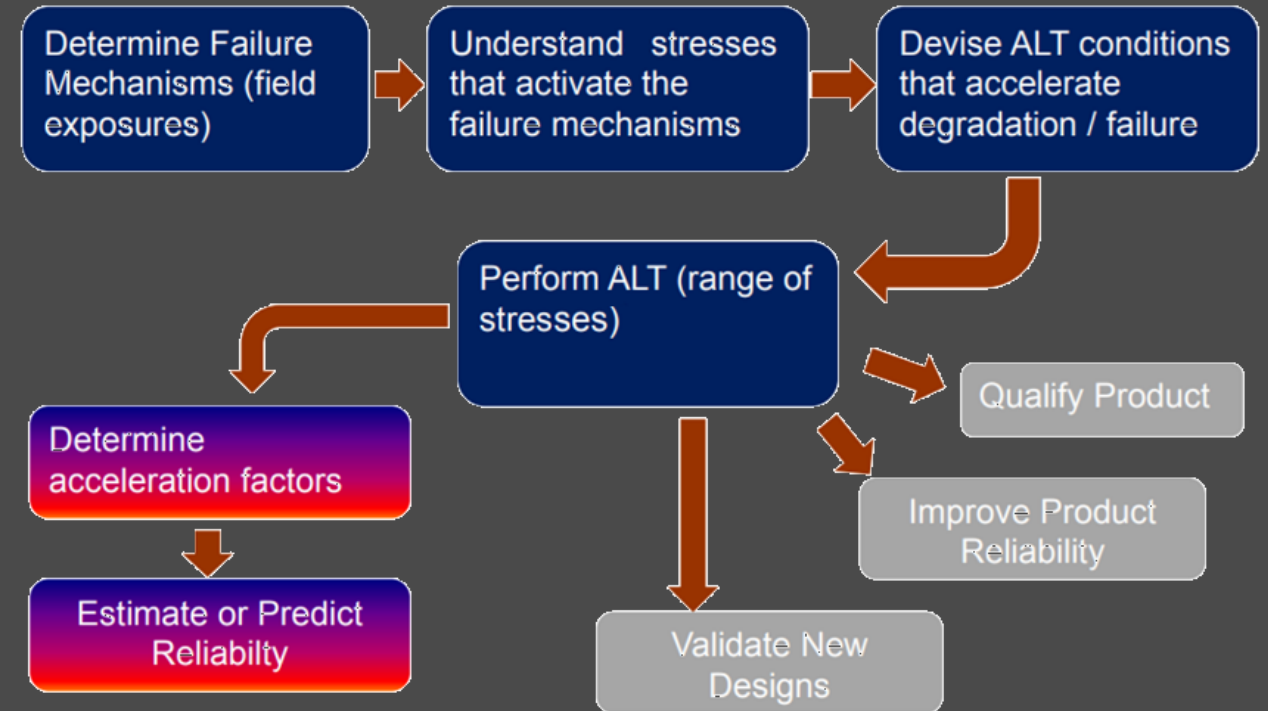 Determine Failure
Mechanisms (field
exposures)
Understand stresses
that activate the
failure mechanisms
Devise ALT conditions
that accelerate
degradation / failure
Perform ALT (range of
stresses)
Qualify Product
Determine
acceleration factors
Improve Product
Reliability
Estimate or Predict
Reliabilty
Validate New
Designs